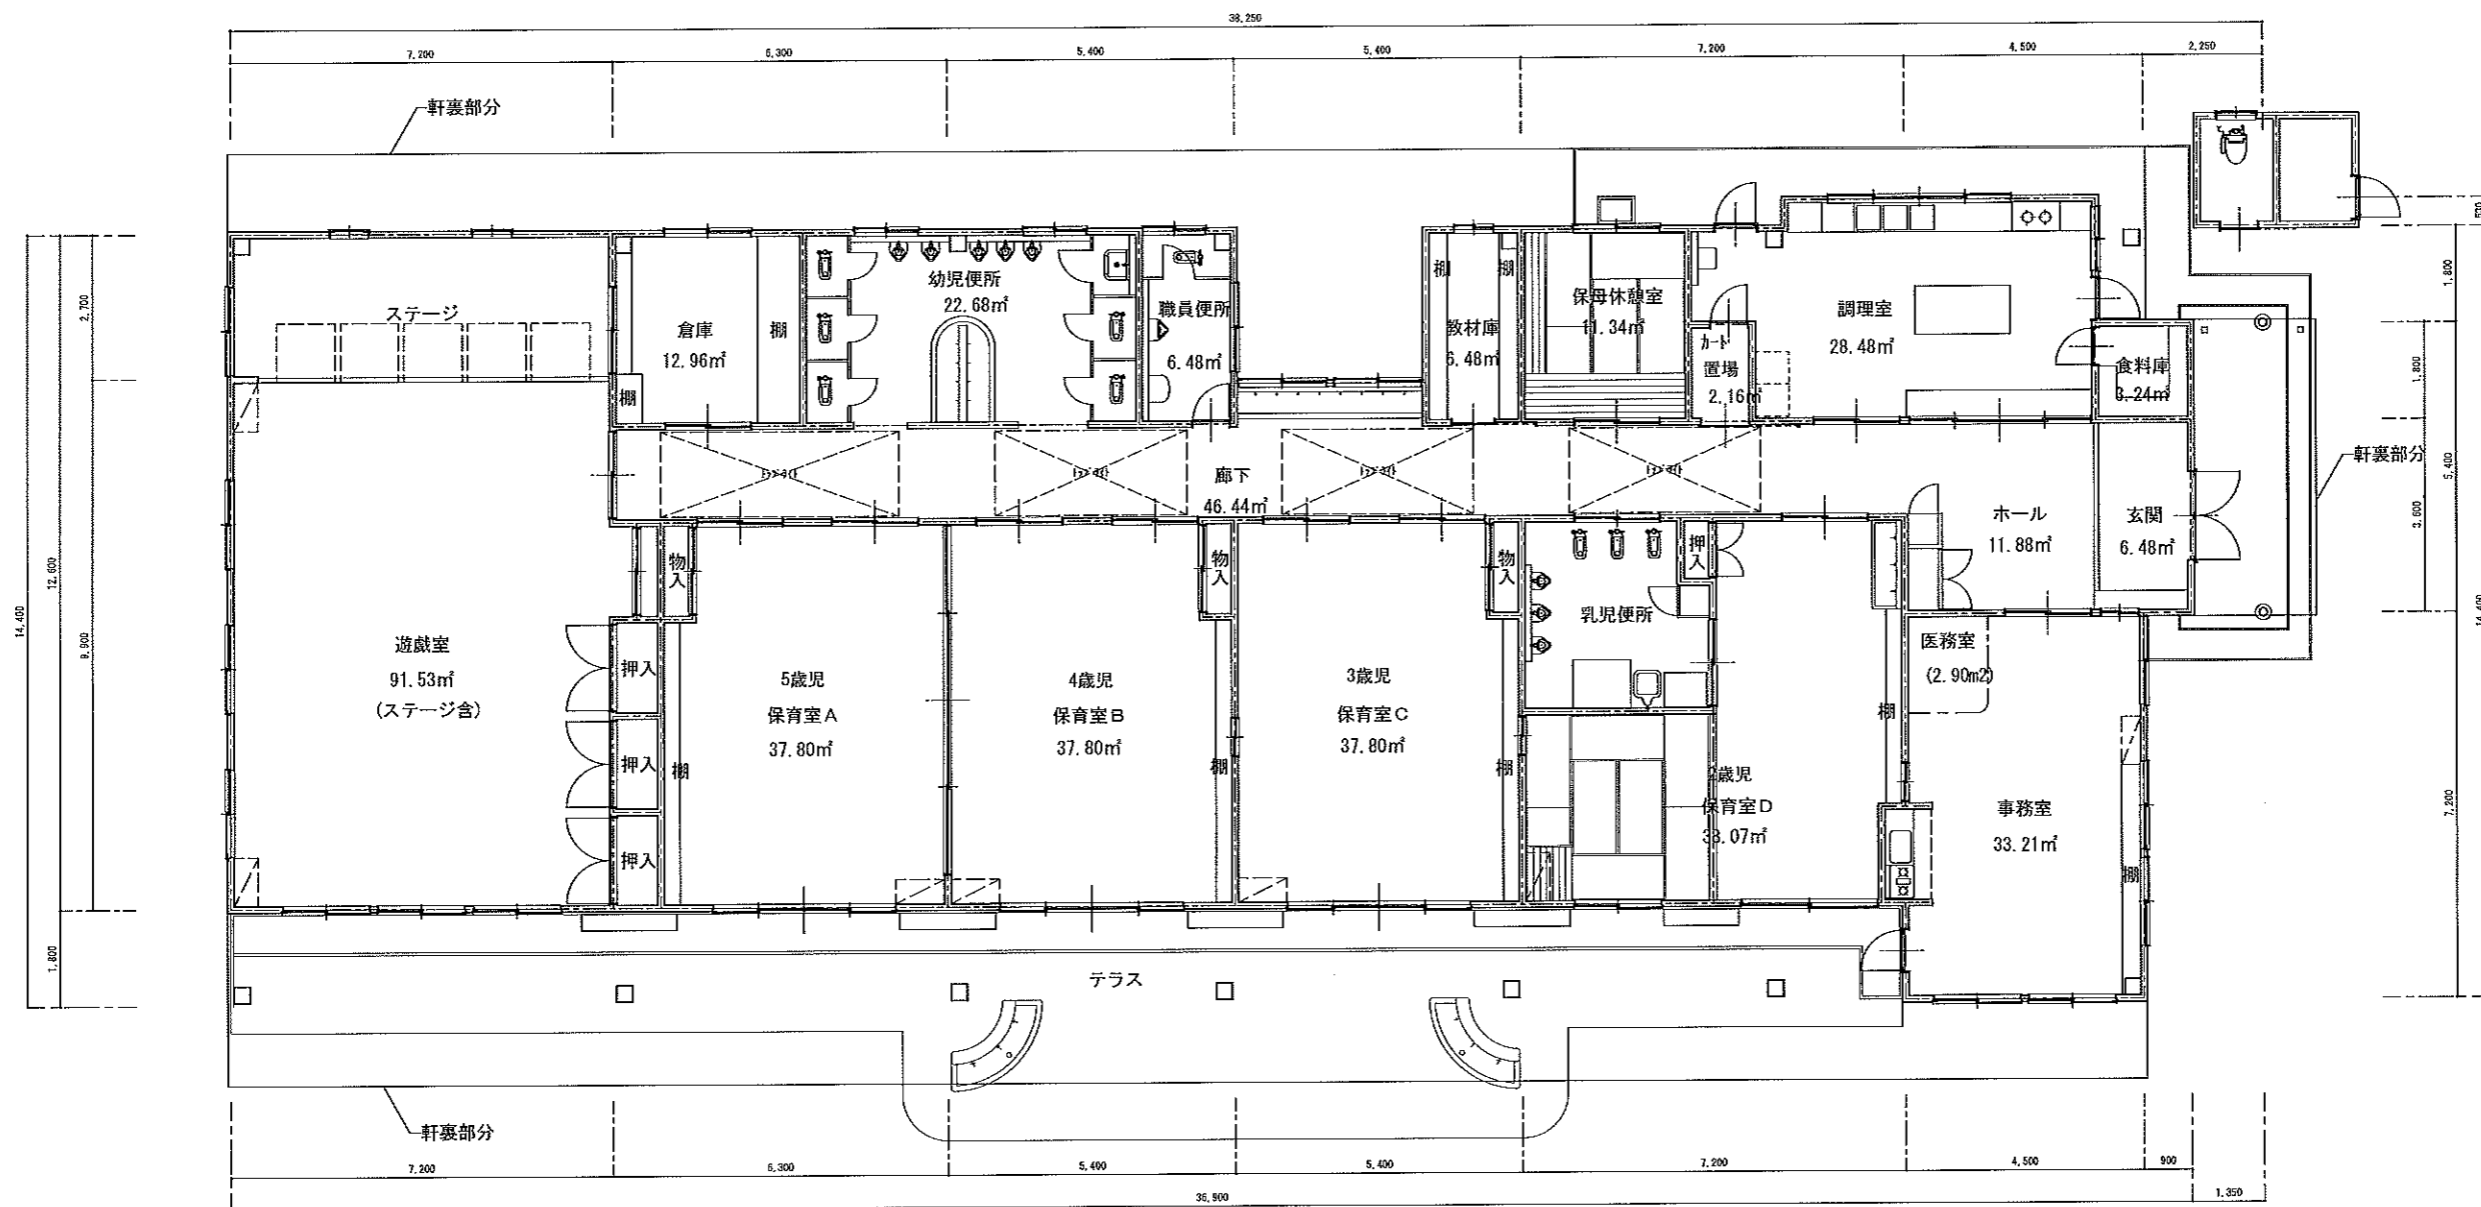 38,250
7,200
6,300
5,400
5,400
7,200
4,500
2,250
軒裏部分
ステージ
倉庫
12.96㎡
棚
棚
幼児便所
22.68㎡
職員便所
6.48㎡
棚
棚
教材庫
6.48㎡
保母休憩室
11.34㎡
カート
置場
2.16㎡
調理室
28.48㎡
食料庫
3.24㎡
軒裏部分
廊下
46.44㎡
ホール
11.88㎡
玄関
6.48㎡
遊戯室
91.53㎡
(ステージ含)
押入
押入
押入
物入
5歳児
保育室A
37.80㎡
棚
4歳児
保育室B
37.80㎡
物入
棚
3歳児
保育室C
37.80㎡
物入
棚
乳児便所
押入
2歳児
保育室D
棚
医務室
(2.90m2)
事務室
33.21㎡
棚
テラス
軒裏部分
2,700
9,900
12,600
14,400
1,800
1,800
1,800
5,400
3,600
7,200
14,400
7,200
6,300
5,400
5,400
7,200
4,500
900
36,900
1,350